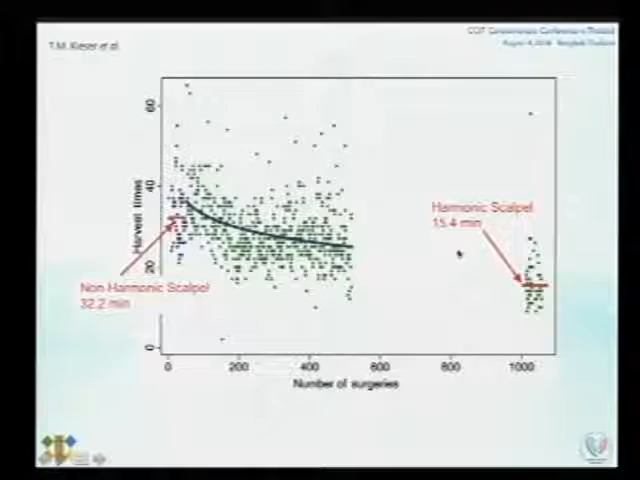 T.M. Kieser et al.
60
40
20
0
Harvest times
Harmonic Scalpel
15.4 min
Non-Harmonic Scalpel
32.2 min
0 200 400 600 800 1000
Number of surgeries